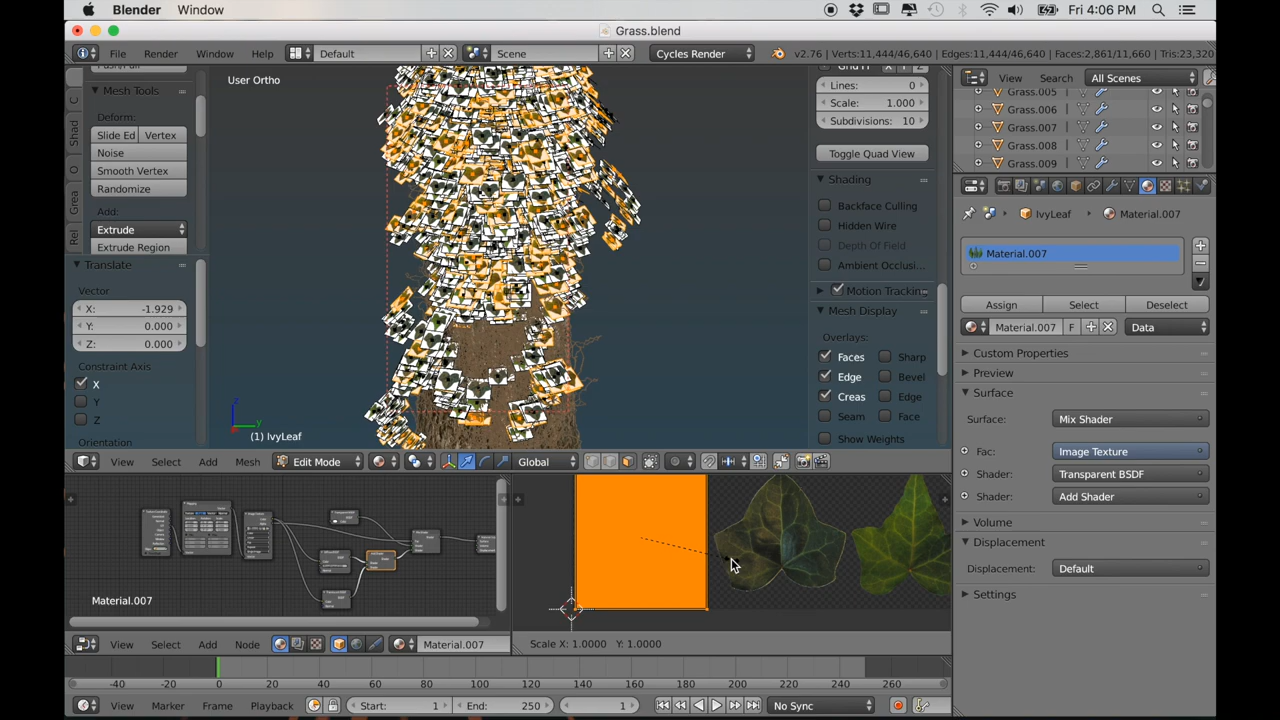 Blender Window Fri 4:06 PM
Grass.blend
File Render Window Help Default Scene Cycles Render v2.76 | Verts:11,444/46,640 | Edges:11,444/46,640 | Faces:2,861/11,660 | Tris:23,320
User Ortho
Mesh Tools
Deform:
Slide Ed Vertex
Noise
Smooth Vertex
Randomize
Add:
Extrude
Extrude Region
Translate
Vector
X: -1.929
Y: 0.000
Z: 0.000
Constraint Axis
X
Y
Z
Orientation
C
Shad
O
Grea
Rel
(1) IvyLeaf
Lines: 0
Scale: 1.000
Subdivisions: 10
Toggle Quad View
Shading
Backface Culling
Hidden Wire
Depth Of Field
Ambient Occlusi...
Motion Tracking
Mesh Display
Overlays:
Faces Sharp
Edge Bevel
Creas Edge
Seam Face
Show Weights
View Search All Scenes
Grass.005
Grass.006
Grass.007
Grass.008
Grass.009
IvyLeaf Material.007
Material.007
Assign Select Deselect
Material.007 F Data
Custom Properties
Preview
Surface
Surface: Mix Shader
Fac: Image Texture
Shader: Transparent BSDF
Shader: Add Shader
Volume
Displacement
Displacement: Default
Settings
View Select Add Mesh Edit Mode Global
Material.007
View Select Add Node Material.007
Scale X: 1.0000 Y: 1.0000
-40 -20 0 20 40 60 80 100 120 140 160 180 200 220 240 260 280
View Marker Frame Playback Start: 1 End: 250 1 No Sync